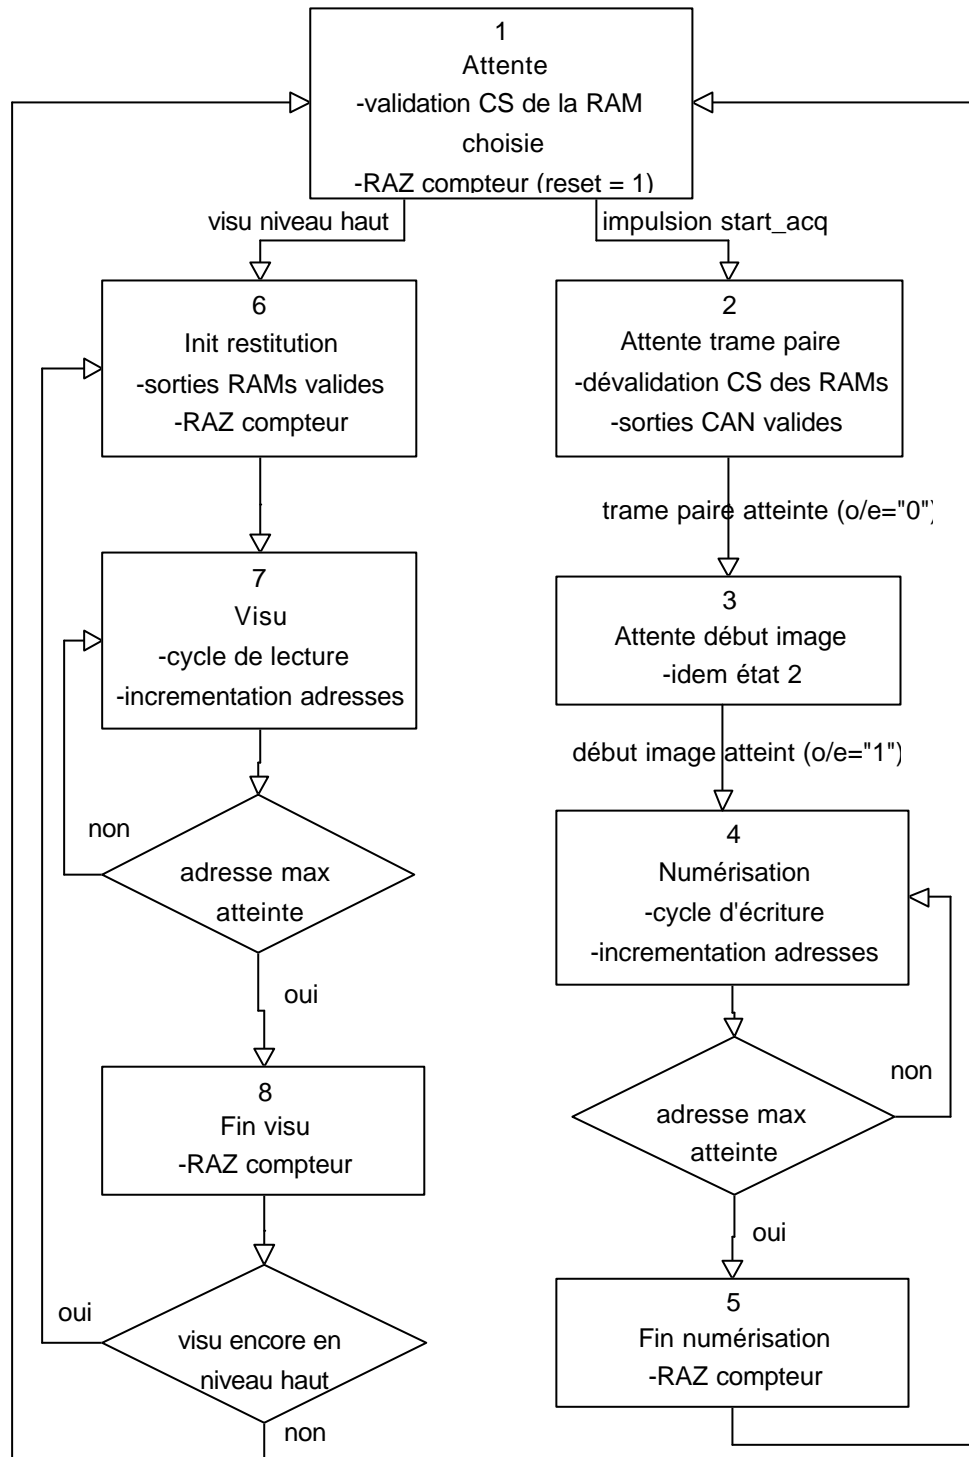 1
Attente
-validation CS de la RAM
choisie
-RAZ compteur (reset = 1)
visu niveau haut
impulsion start_acq
6
Init restitution
-sorties RAMs valides
-RAZ compteur
2
Attente trame paire
-dévalidation CS des RAMs
-sorties CAN valides
trame paire atteinte (o/e="0")
7
Visu
-cycle de lecture
-incrementation adresses
3
Attente début image
-idem état 2
début image atteint (o/e="1")
non
adresse max
atteinte
oui
4
Numérisation
-cycle d'écriture
-incrementation adresses
8
Fin visu
-RAZ compteur
non
adresse max
atteinte
oui
oui
visu encore en
niveau haut
non
5
Fin numérisation
-RAZ compteur